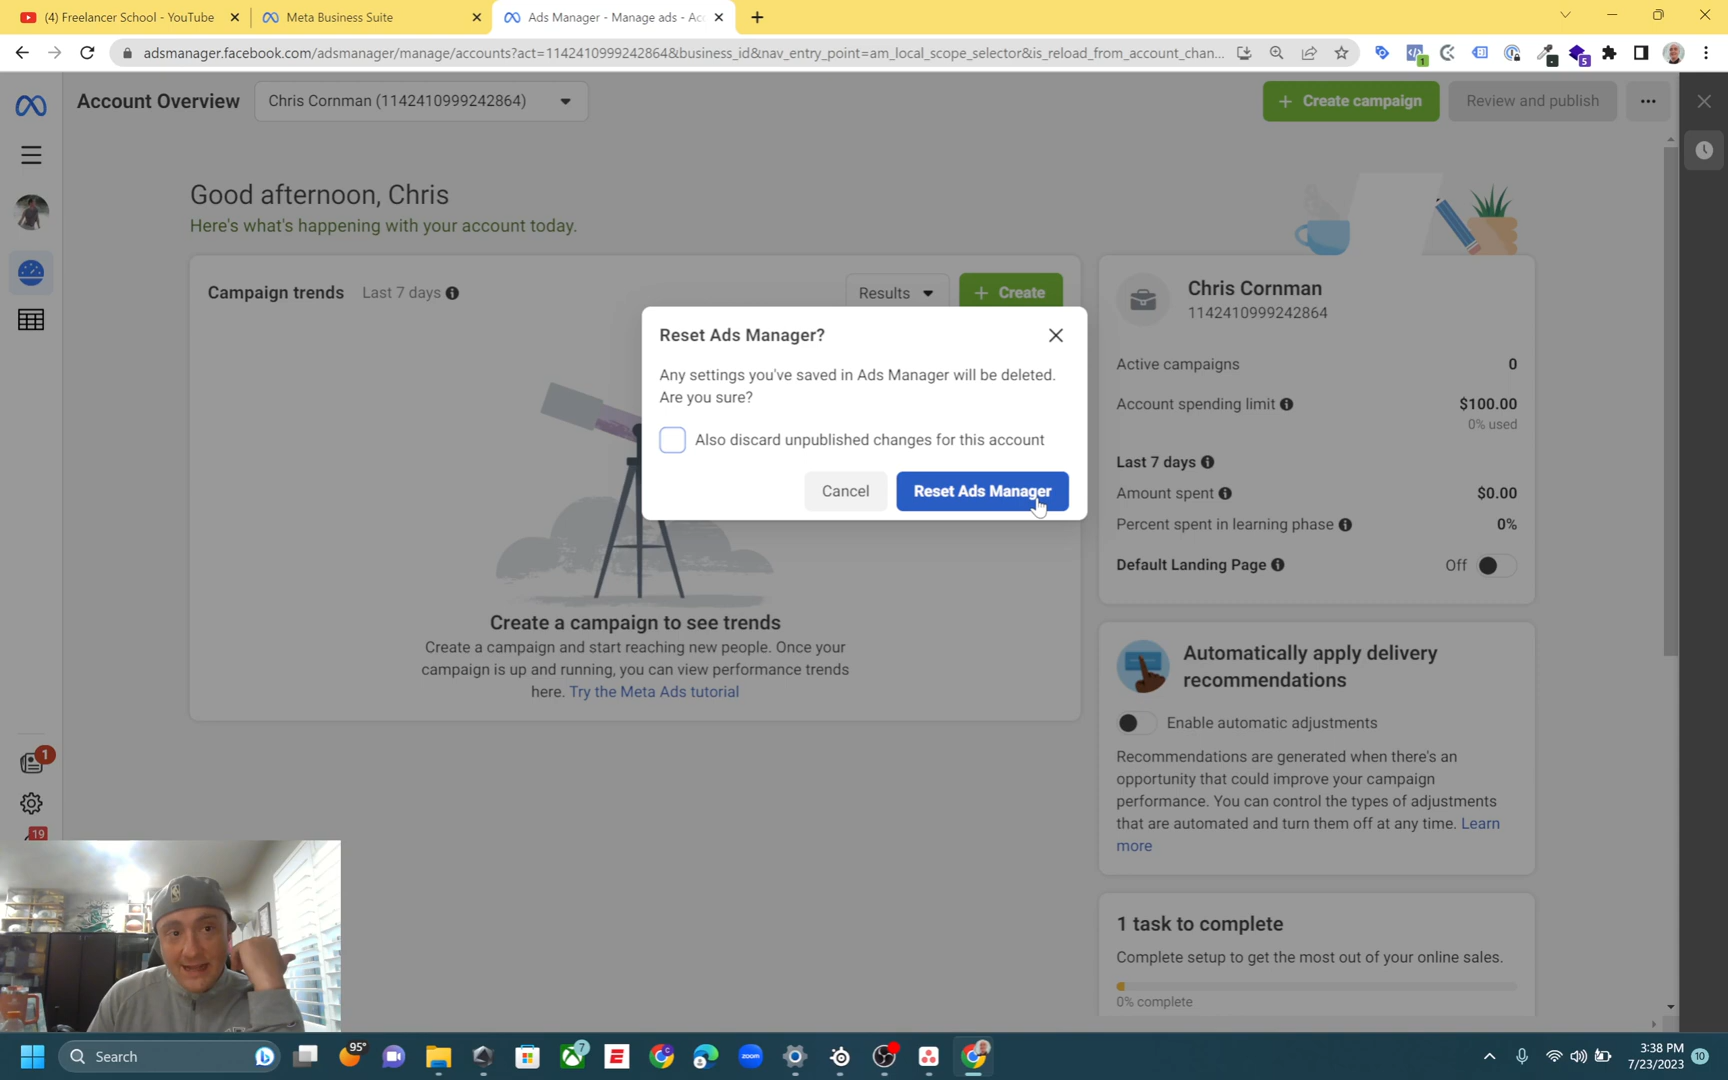 (4) Freelancer School - YouTube
Meta Business Suite
Ads Manager - Manage ads - Acc
adsmanager.facebook.com/adsmanager/manage/accounts?act=1142410999242864&business_id&nav_entry_point=am_local_scope_selector&is_reload_from_account_chan...
1
5
Account Overview
Chris Cornman (1142410999242864)
+ Create campaign
Review and publish
Good afternoon, Chris
Here's what's happening with your account today.
Campaign trends
Last 7 days
Results
+ Create
Create a campaign to see trends
Create a campaign and start reaching new people. Once your
campaign is up and running, you can view performance trends
here. Try the Meta Ads tutorial
Reset Ads Manager?
Any settings you've saved in Ads Manager will be deleted.
Are you sure?
Also discard unpublished changes for this account
Cancel
Reset Ads Manager
Chris Cornman
1142410999242864
Active campaigns
0
Account spending limit
$100.00
0% used
Last 7 days
Amount spent
$0.00
Percent spent in learning phase
0%
Default Landing Page
Off
Automatically apply delivery
recommendations
Enable automatic adjustments
Recommendations are generated when there's an
opportunity that could improve your campaign
performance. You can control the types of adjustments
that are automated and turn them off at any time. Learn
more
1 task to complete
Complete setup to get the most out of your online sales.
0% complete
1
19
Search
95°
7
zoom
3:38 PM
7/23/2023
10